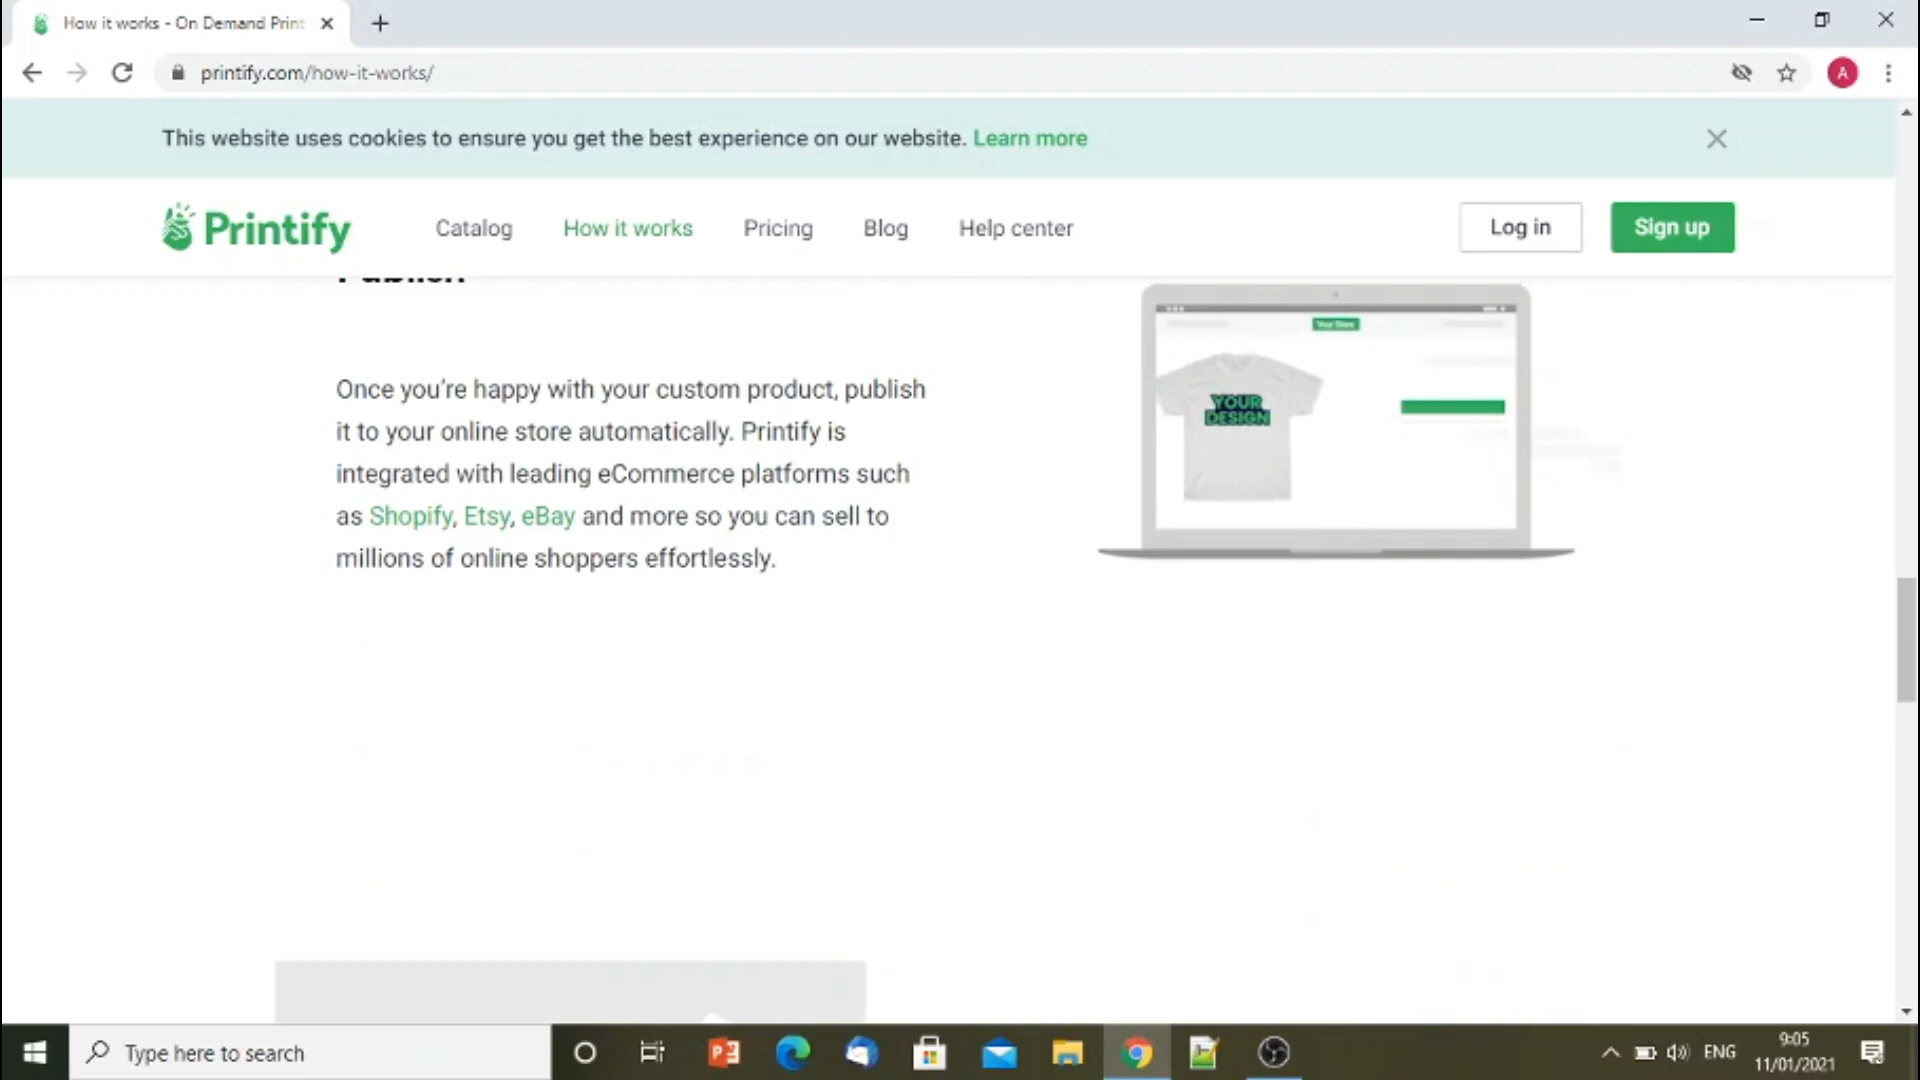 How it works - On Demand Print
printify.com/how-it-works/
A
This website uses cookies to ensure you get the best experience on our website. Learn more
Printify
Catalog
How it works
Pricing
Blog
Help center
Log in
Sign up
Publish
Your Store
YOUR
DESIGN
Once you're happy with your custom product, publish
it to your online store automatically. Printify is
integrated with leading eCommerce platforms such
as Shopify, Etsy, eBay and more so you can sell to
millions of online shoppers effortlessly.
Type here to search
ENG
9:05
11/01/2021